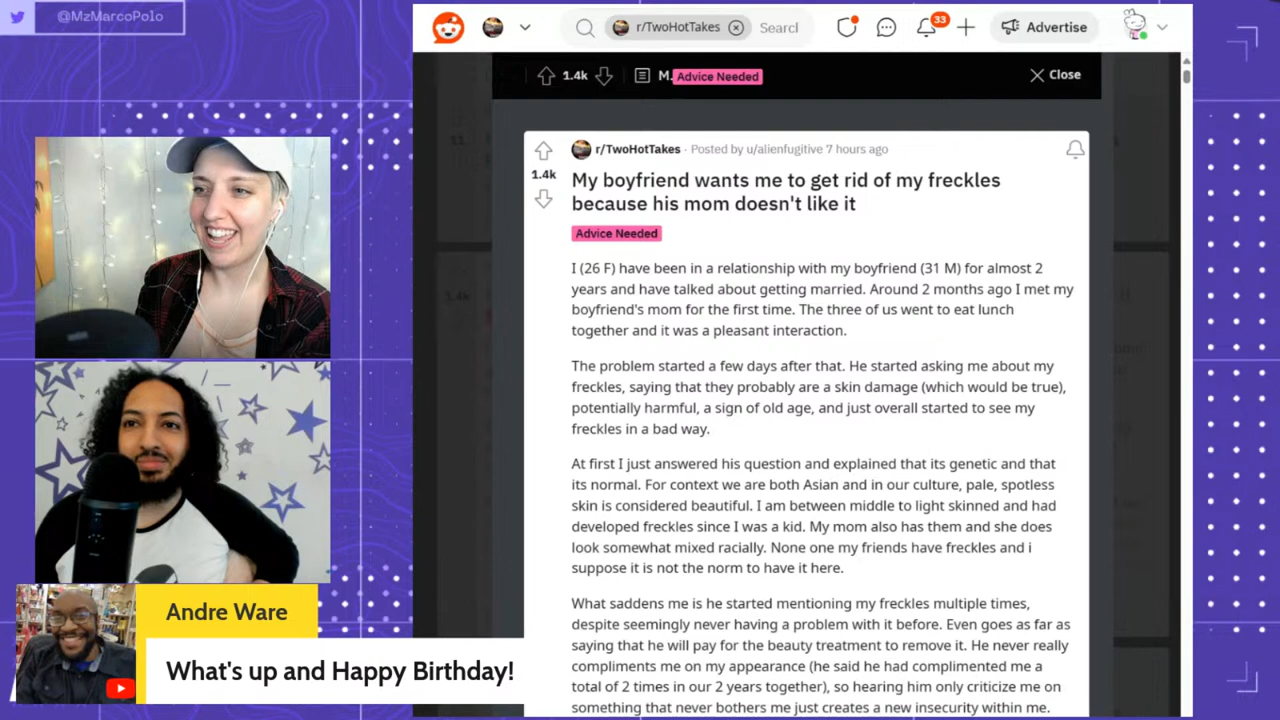 @MzMarcoPolo
r/TwoHotTakes
Searcl
33
Advertise
1.4k
M.
Advice Needed
Close
r/TwoHotTakes · Posted by u/alienfugitive 7 hours ago
1.4k
My boyfriend wants me to get rid of my freckles
because his mom doesn't like it
Advice Needed
I (26 F) have been in a relationship with my boyfriend (31 M) for almost 2
years and have talked about getting married. Around 2 months ago I met my
boyfriend's mom for the first time. The three of us went to eat lunch
together and it was a pleasant interaction.
The problem started a few days after that. He started asking me about my
freckles, saying that they probably are a skin damage (which would be true),
potentially harmful, a sign of old age, and just overall started to see my
freckles in a bad way.
At first I just answered his question and explained that its genetic and that
its normal. For context we are both Asian and in our culture, pale, spotless
skin is considered beautiful. I am between middle to light skinned and had
developed freckles since I was a kid. My mom also has them and she does
look somewhat mixed racially. None one my friends have freckles and i
suppose it is not the norm to have it here.
What saddens me is he started mentioning my freckles multiple times,
despite seemingly never having a problem with it before. Even goes as far as
saying that he will pay for the beauty treatment to remove it. He never really
compliments me on my appearance (he said he had complimented me a
total of 2 times in our 2 years together), so hearing him only criticize me on
something that never bothers me just creates a new insecurity within me.
Andre Ware
What's up and Happy Birthday!